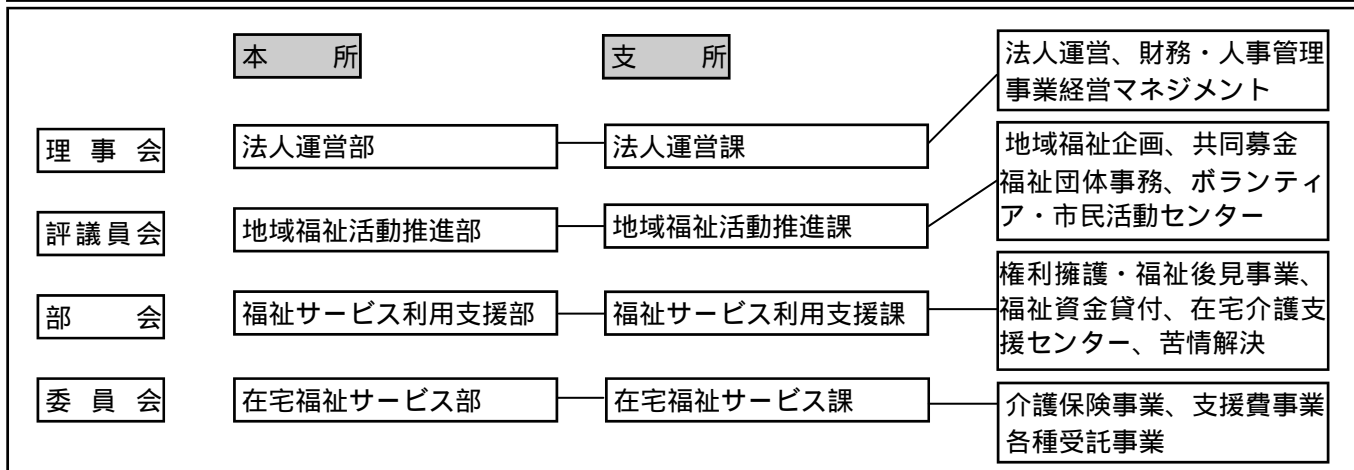 本　所
支　所
法人運営、財務・人事管理
事業経営マネジメント
理 事 会
法人運営部
法人運営課
地域福祉企画、共同募金
福祉団体事務、ボランティ
ア・市民活動センター
評議員会
地域福祉活動推進部
地域福祉活動推進課
権利擁護・福祉後見事業、
福祉資金貸付、在宅介護支
援センター、苦情解決
部　会
福祉サービス利用支援部
福祉サービス利用支援課
委 員 会
在宅福祉サービス部
在宅福祉サービス課
介護保険事業、支援費事業
各種受託事業